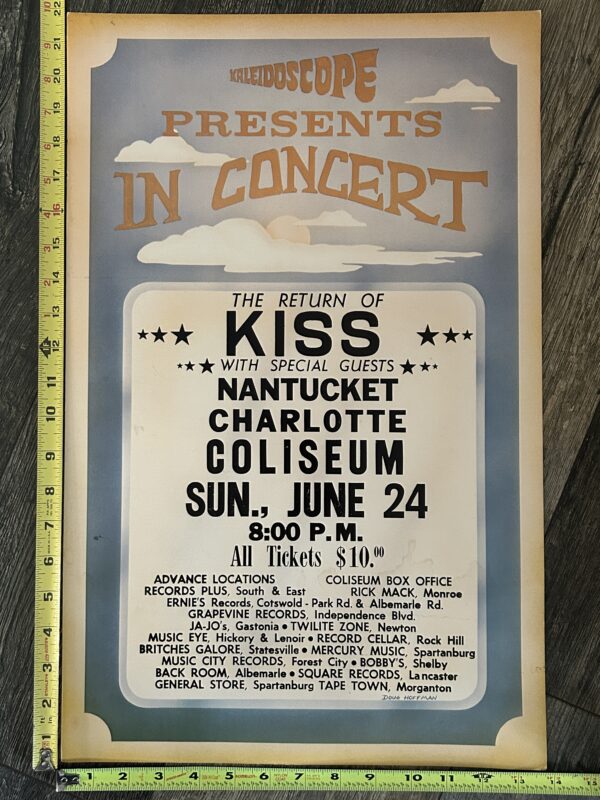 KALEIDOSCOPE
PRESENTS
IN CONCERT
THE RETURN OF
KISS
WITH SPECIAL GUESTS
NANTUCKET
CHARLOTTE
COLISEUM
SUN., JUNE 24
8:00 P.M.
All Tickets $10.00
ADVANCE LOCATIONS COLISEUM BOX OFFICE
RECORDS PLUS, South & East RICK MACK, Monroe
ERNIE'S Records, Cotswold - Park Rd. & Albemarle Rd.
GRAPEVINE RECORDS, Independence Blvd.
JA-JO's, Gastonia • TWILITE ZONE, Newton
MUSIC EYE, Hickory & Lenoir • RECORD CELLAR, Rock Hill
BRITCHES GALORE, Statesville • MERCURY MUSIC, Spartanburg
MUSIC CITY RECORDS, Forest City • BOBBY'S, Shelby
BACK ROOM, Albemarle • SQUARE RECORDS, Lancaster
GENERAL STORE, Spartanburg TAPE TOWN, Morganton
DOUG HOFFMAN